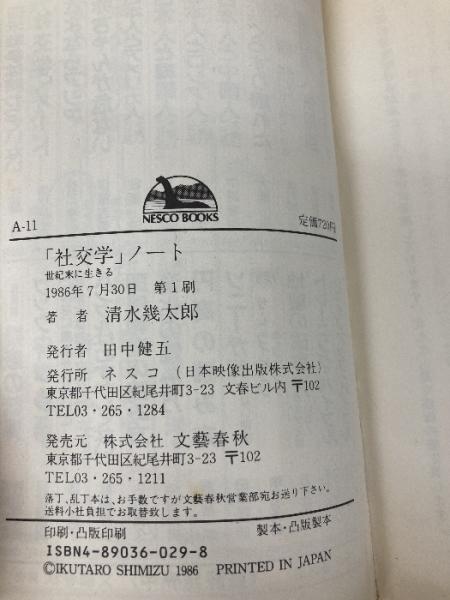 NESCO BOOKS
A-11
定価720円
「社交学」ノート
世紀末に生きる
1986年7月30日 第1刷
著者 清水幾太郎
発行者 田中健五
発行所 ネスコ(日本映像出版株式会社)
東京都千代田区紀尾井町3-23 文春ビル内 〒102
TEL03・265・1284
発売元 株式会社 文藝春秋
東京都千代田区紀尾井町3-23 〒102
TEL03・265・1211
落丁、乱丁本は、お手数ですが文藝春秋営業部宛お送り下さい。
送料小社負担でお取替致します。
印刷・凸版印刷 製本・凸版製本
ISBN4-89036-029-8
©IKUTARO SHIMIZU 1986 PRINTED IN JAPAN